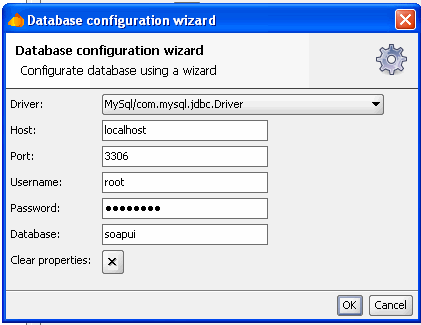 Database configuration wizard
Database configuration wizard
Configurate database using a wizard
Driver: MySql/com.mysql.jdbc.Driver
Host: localhost
Port: 3306
Username: root
Password: ●●●●●●●●
Database: soapui
Clear properties:
OK Cancel